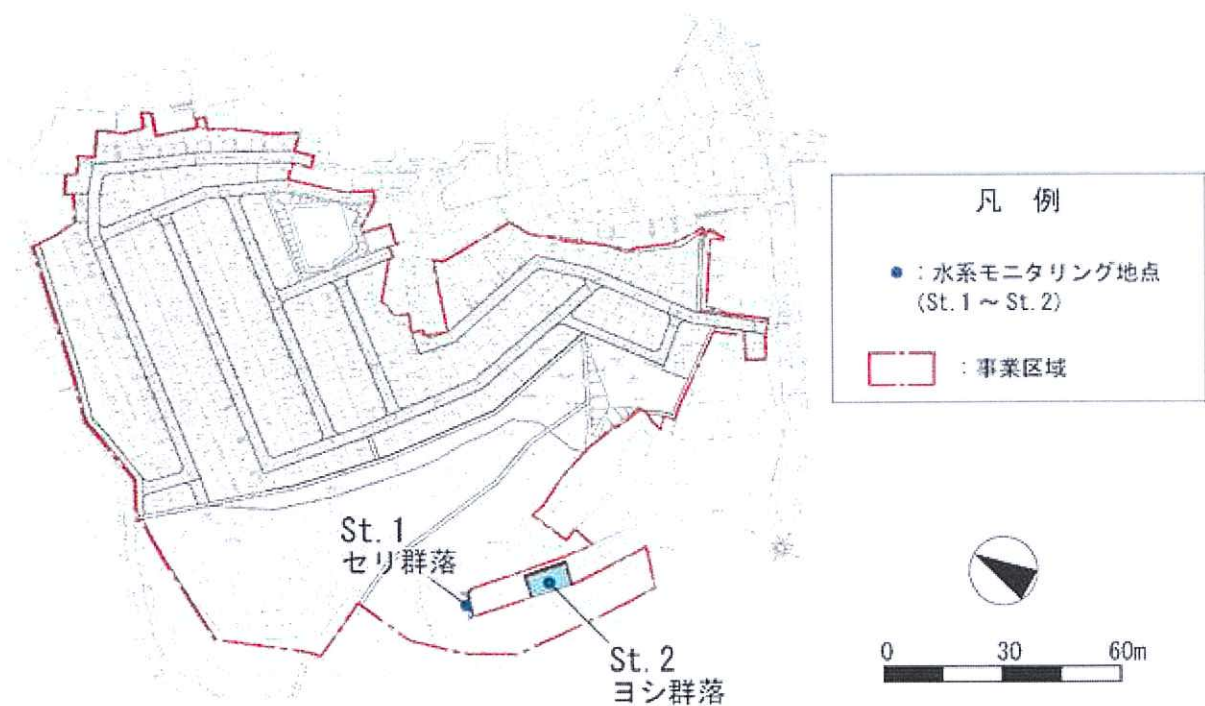 凡 例
：水系モニタリング地点
(St. 1 ～ St. 2)
：事業区域
St. 1
セリ群落
St. 2
ヨシ群落
0 30 60m